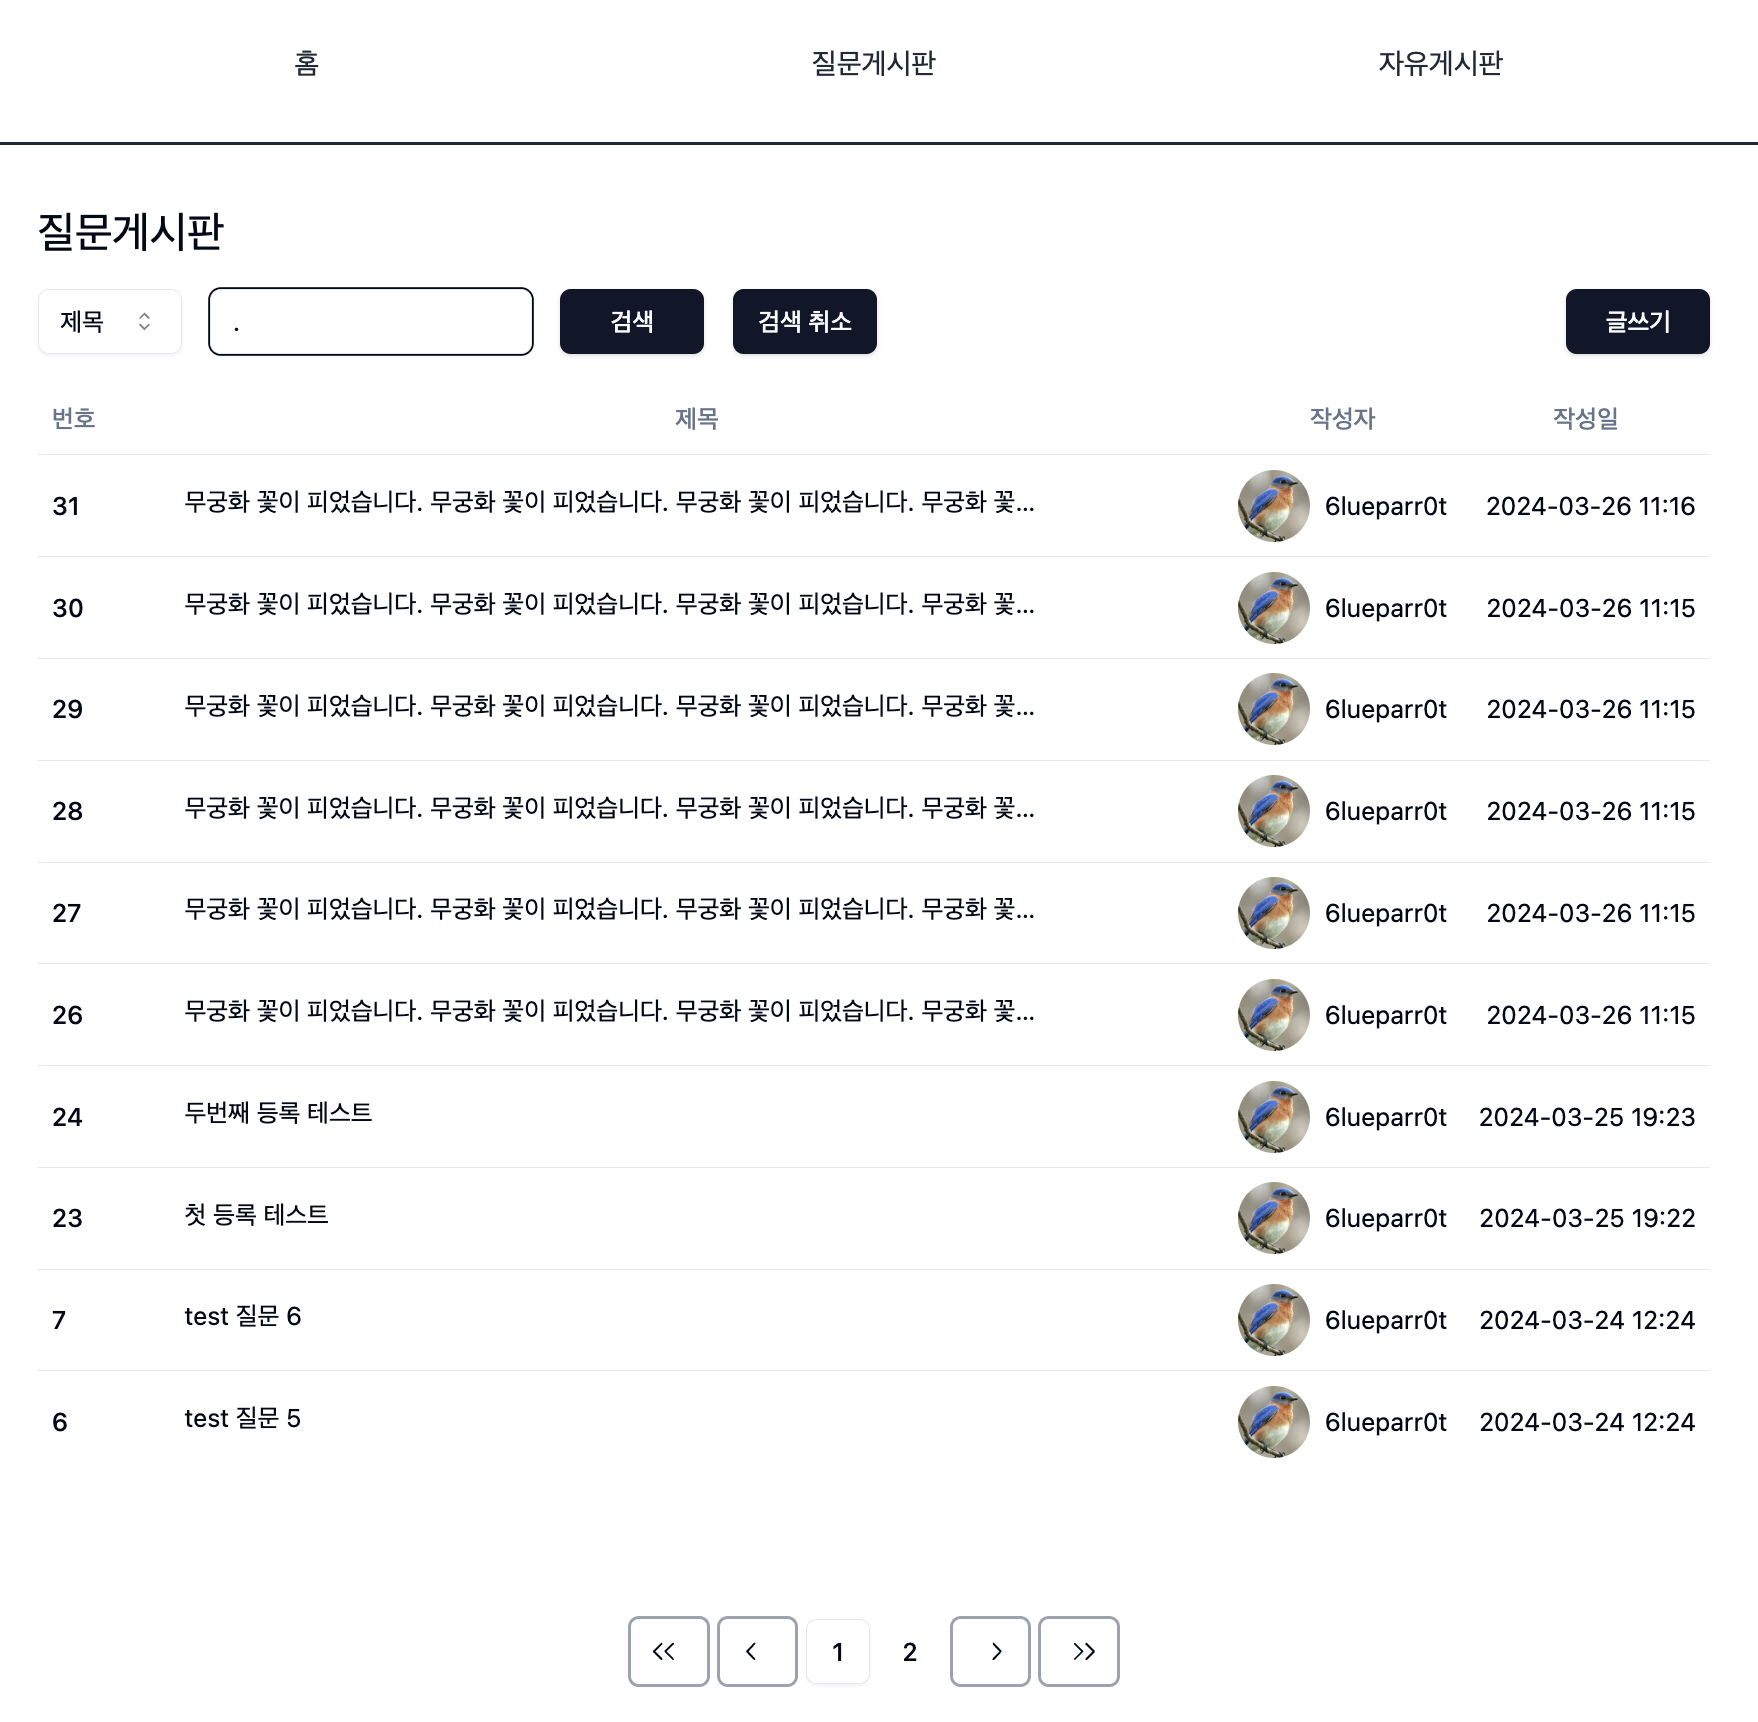 홈 질문게시판 자유게시판
질문게시판
제목 . 검색 검색 취소 글쓰기
번호 제목 작성자 작성일
31 무궁화 꽃이 피었습니다. 무궁화 꽃이 피었습니다. 무궁화 꽃이 피었습니다. 무궁화 꽃... 6lueparr0t 2024-03-26 11:16
30 무궁화 꽃이 피었습니다. 무궁화 꽃이 피었습니다. 무궁화 꽃이 피었습니다. 무궁화 꽃... 6lueparr0t 2024-03-26 11:15
29 무궁화 꽃이 피었습니다. 무궁화 꽃이 피었습니다. 무궁화 꽃이 피었습니다. 무궁화 꽃... 6lueparr0t 2024-03-26 11:15
28 무궁화 꽃이 피었습니다. 무궁화 꽃이 피었습니다. 무궁화 꽃이 피었습니다. 무궁화 꽃... 6lueparr0t 2024-03-26 11:15
27 무궁화 꽃이 피었습니다. 무궁화 꽃이 피었습니다. 무궁화 꽃이 피었습니다. 무궁화 꽃... 6lueparr0t 2024-03-26 11:15
26 무궁화 꽃이 피었습니다. 무궁화 꽃이 피었습니다. 무궁화 꽃이 피었습니다. 무궁화 꽃... 6lueparr0t 2024-03-26 11:15
24 두번째 등록 테스트 6lueparr0t 2024-03-25 19:23
23 첫 등록 테스트 6lueparr0t 2024-03-25 19:22
7 test 질문 6 6lueparr0t 2024-03-24 12:24
6 test 질문 5 6lueparr0t 2024-03-24 12:24
1 2